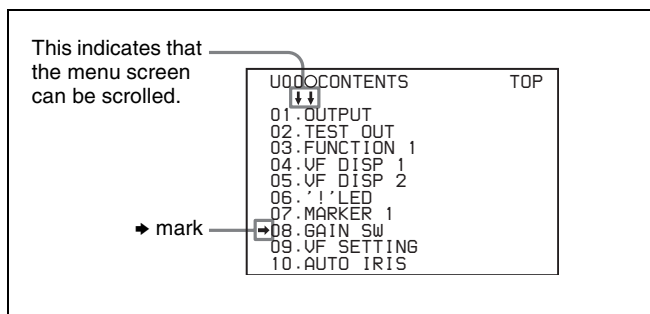 This indicates that
the menu screen
can be scrolled.
U00○CONTENTS TOP
↓↓
01.OUTPUT
02.TEST OUT
03.FUNCTION 1
04.VF DISP 1
05.VF DISP 2
06.'!'LED
07.MARKER 1
➔ mark
→08.GAIN SW
09.VF SETTING
10.AUTO IRIS